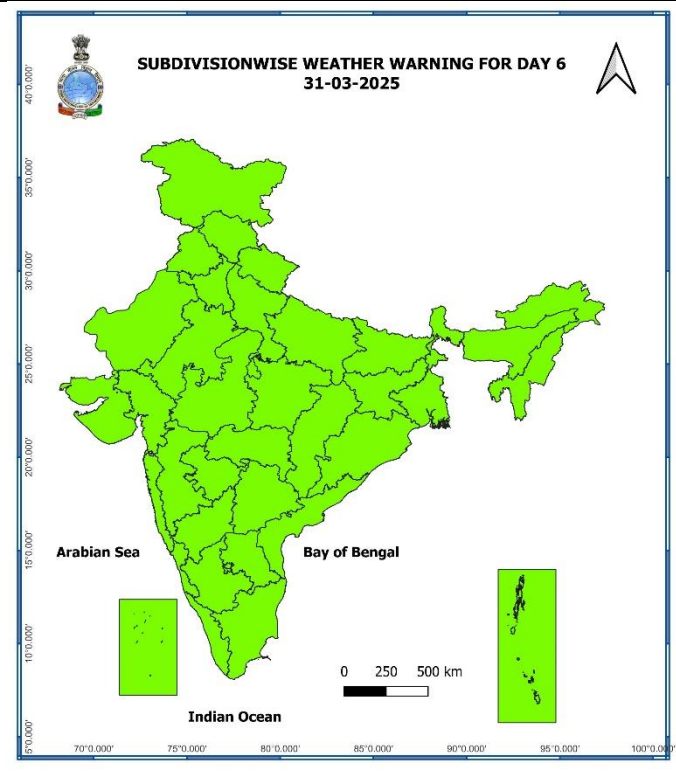 SUBDIVISIONWISE WEATHER WARNING FOR DAY 6
31-03-2025
40°0.000'
35°0.000'
30°0.000'
25°0.000'
20°0.000'
15°0.000'
10°0.000'
5°0.000'
Arabian Sea
Bay of Bengal
0 250 500 km
Indian Ocean
70°0.000' 75°0.000' 80°0.000' 85°0.000' 90°0.000' 95°0.000' 100°0.000'